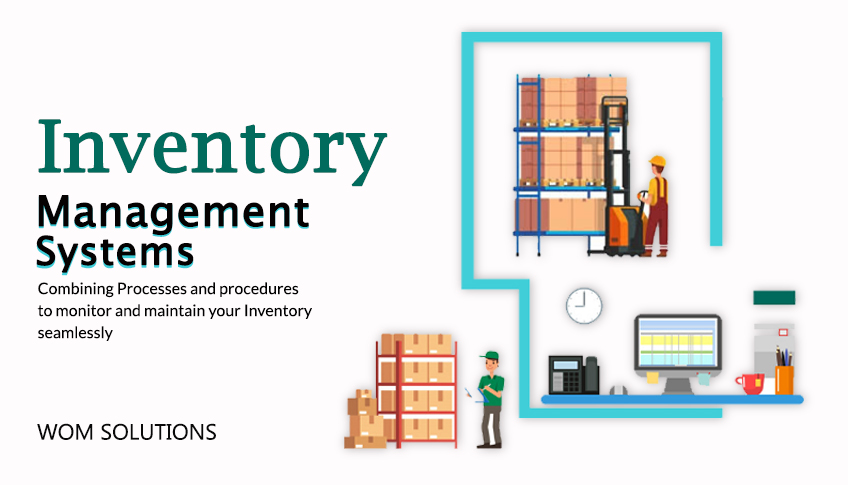 Inventory
Management
Systems
Combining Processes and procedures
to monitor and maintain your Inventory
seamlessly
WOM SOLUTIONS